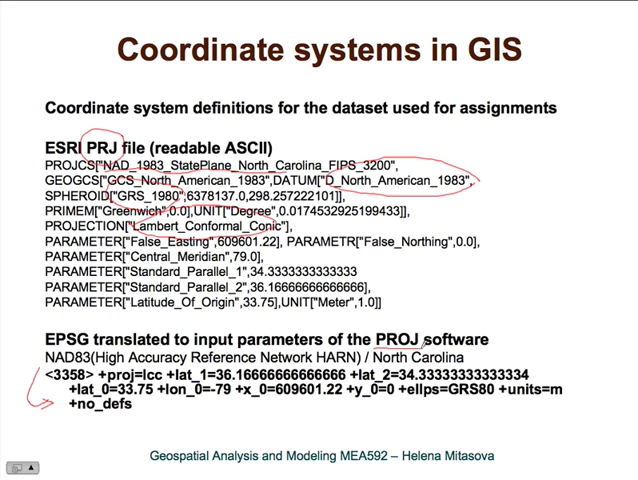 Coordinate systems in GIS
Coordinate system definitions for the dataset used for assignments
ESRI PRJ file (readable ASCII)
PROJCS["NAD_1983_StatePlane_North_Carolina_FIPS_3200",
GEOGCS["GCS_North_American_1983",DATUM["D_North_American_1983",
SPHEROID["GRS_1980",6378137.0,298.257222101]],
PRIMEM["Greenwich",0.0],UNIT["Degree",0.0174532925199433]],
PROJECTION["Lambert_Conformal_Conic"],
PARAMETER["False_Easting",609601.22], PARAMETR["False_Northing",0.0],
PARAMETER["Central_Meridian",79.0],
PARAMETER["Standard_Parallel_1",34.3333333333333
PARAMETER["Standard_Parallel_2",36.16666666666666],
PARAMETER["Latitude_Of_Origin",33.75],UNIT["Meter",1.0]]
EPSG translated to input parameters of the PROJ software
NAD83(High Accuracy Reference Network HARN) / North Carolina
<3358> +proj=lcc +lat_1=36.16666666666666 +lat_2=34.33333333333334
+lat_0=33.75 +lon_0=-79 +x_0=609601.22 +y_0=0 +ellps=GRS80 +units=m
+no_defs
Geospatial Analysis and Modeling MEA592 – Helena Mitasova